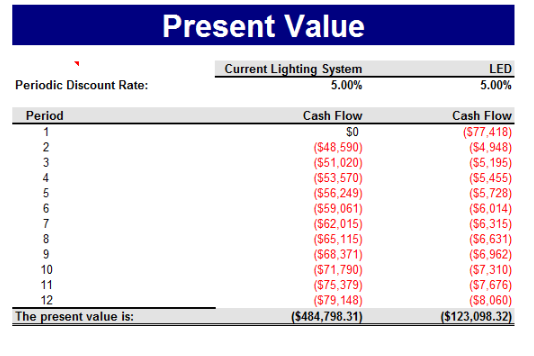 Present Value
Current Lighting System LED
Periodic Discount Rate: 5.00% 5.00%
Period Cash Flow Cash Flow
1 $0 ($77,418)
2 ($48,590) ($4,948)
3 ($51,020) ($5,195)
4 ($53,570) ($5,455)
5 ($56,249) ($5,728)
6 ($59,061) ($6,014)
7 ($62,015) ($6,315)
8 ($65,115) ($6,631)
9 ($68,371) ($6,962)
10 ($71,790) ($7,310)
11 ($75,379) ($7,676)
12 ($79,148) ($8,060)
The present value is: ($484,798.31) ($123,098.32)